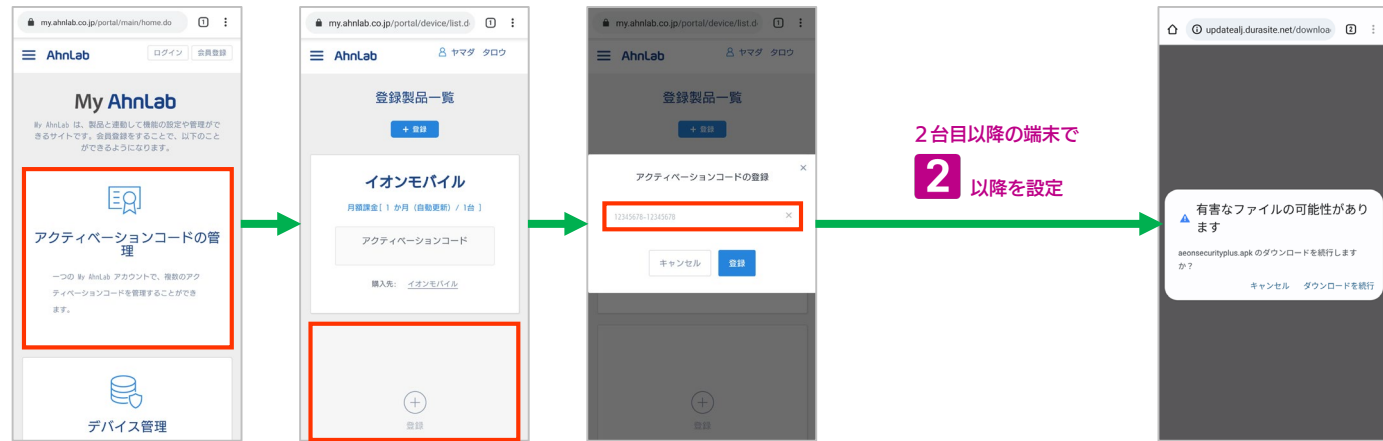 my.ahnlab.co.jp/portal/main/home.do
1
AhnLab
ログイン
会員登録
My AhnLab
My AhnLab は、製品と連動して機能の設定や管理がで
きるサイトです。会員登録をすることで、以下のこと
ができるようになります。
アクティベーションコードの管
理
一つの My AhnLab アカウントで、複数のアク
ティベーションコードを管理することができ
ます。
デバイス管理
my.ahnlab.co.jp/portal/device/list.d
1
AhnLab
ヤマダ タロウ
登録製品一覧
+ 登録
イオンモバイル
月額課金[ 1 か月 (自動更新) / 1台 ]
アクティベーションコード
購入先: イオンモバイル
登録
my.ahnlab.co.jp/portal/device/list.d
1
AhnLab
ヤマダ タロウ
登録製品一覧
+ 登録
アクティベーションコードの登録
×
12345678-12345678
×
キャンセル
登録
登録
2台目以降の端末で
2 以降を設定
updatealj.durasite.net/downloa
2
有害なファイルの可能性があり
ます
aeonsecurityplus.apk のダウンロードを続行します
か？
キャンセル
ダウンロードを続行